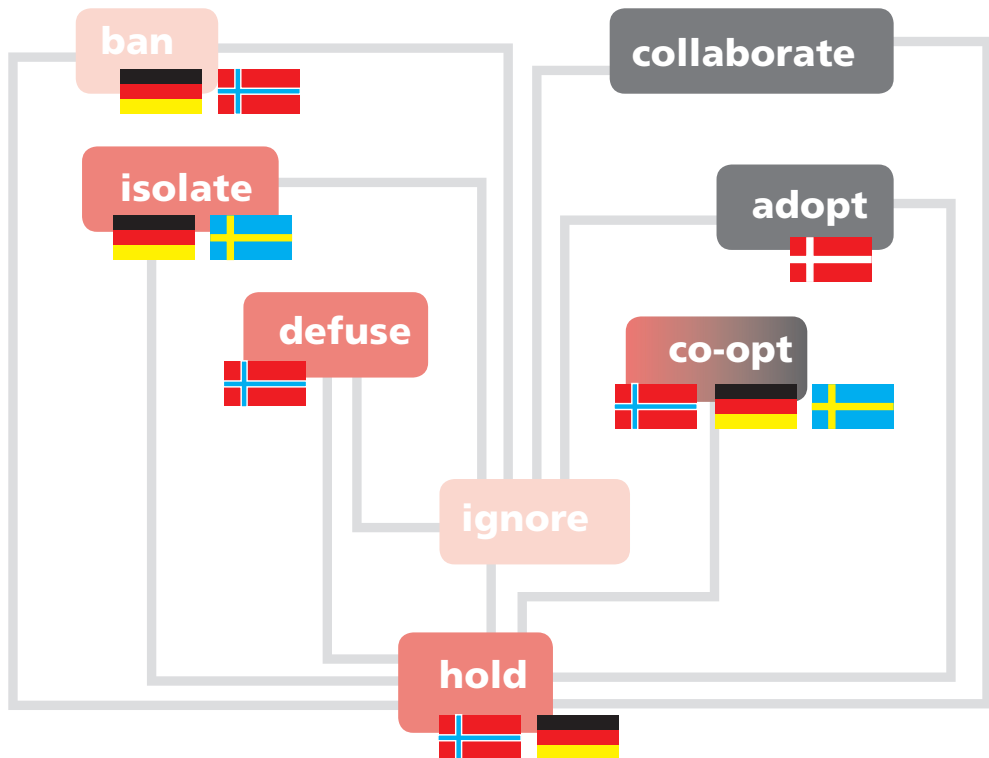 ban
collaborate
isolate
adopt
defuse
co-opt
ignore
hold